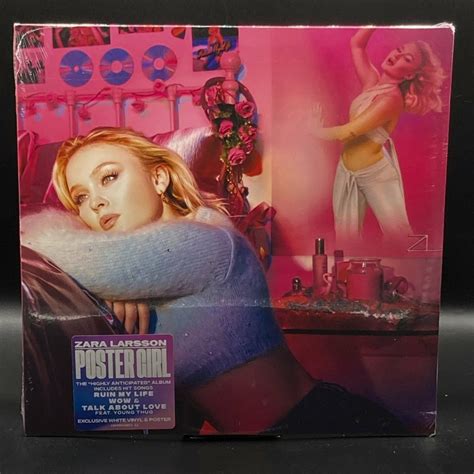 ZL
ZARA LARSSON
POSTER GIRL
THE "HIGHLY ANTICIPATED" ALBUM
INCLUDES HIT SONGS
RUIN MY LIFE
WOW &
TALK ABOUT LOVE
FEAT. YOUNG THUG
EXCLUSIVE WHITE VINYL & POSTER